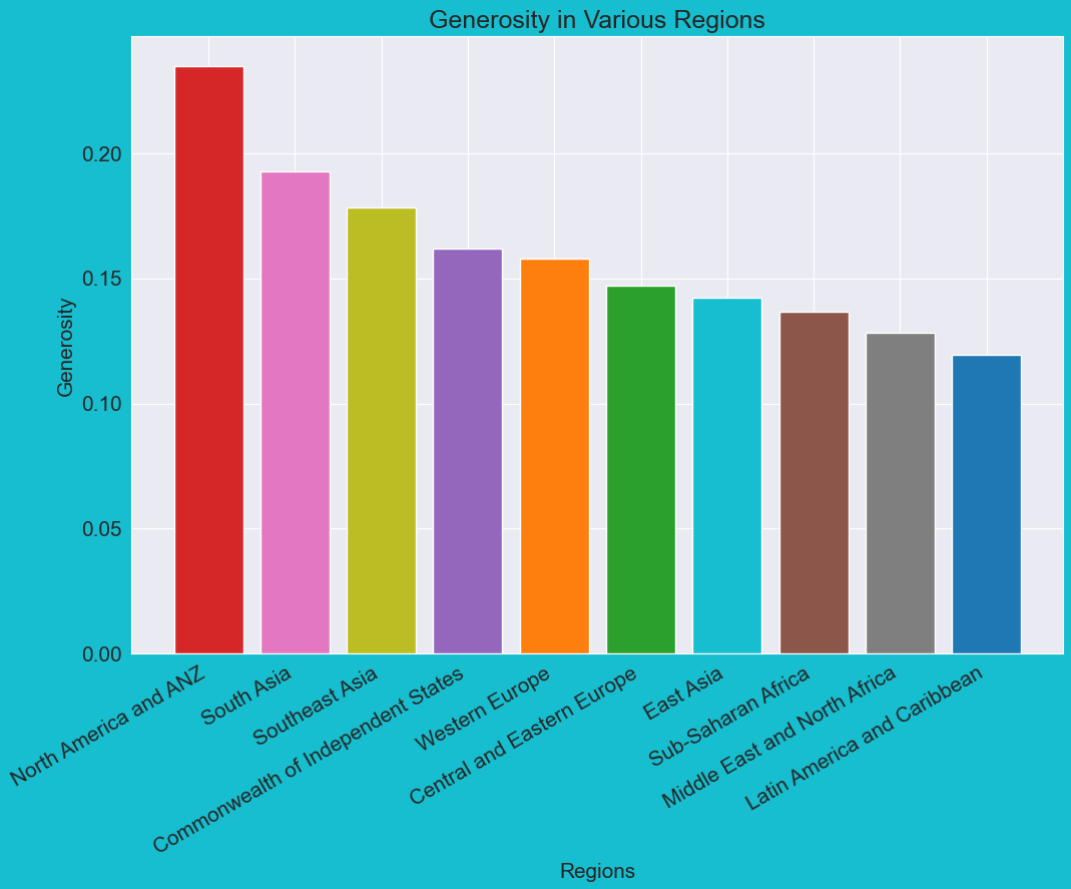 Generosity in Various Regions
Generosity
0.20
0.15
0.10
0.05
0.00
North America and ANZ
South Asia
Southeast Asia
Commonwealth of Independent States
Western Europe
Central and Eastern Europe
East Asia
Sub-Saharan Africa
Middle East and North Africa
Latin America and Caribbean
Regions